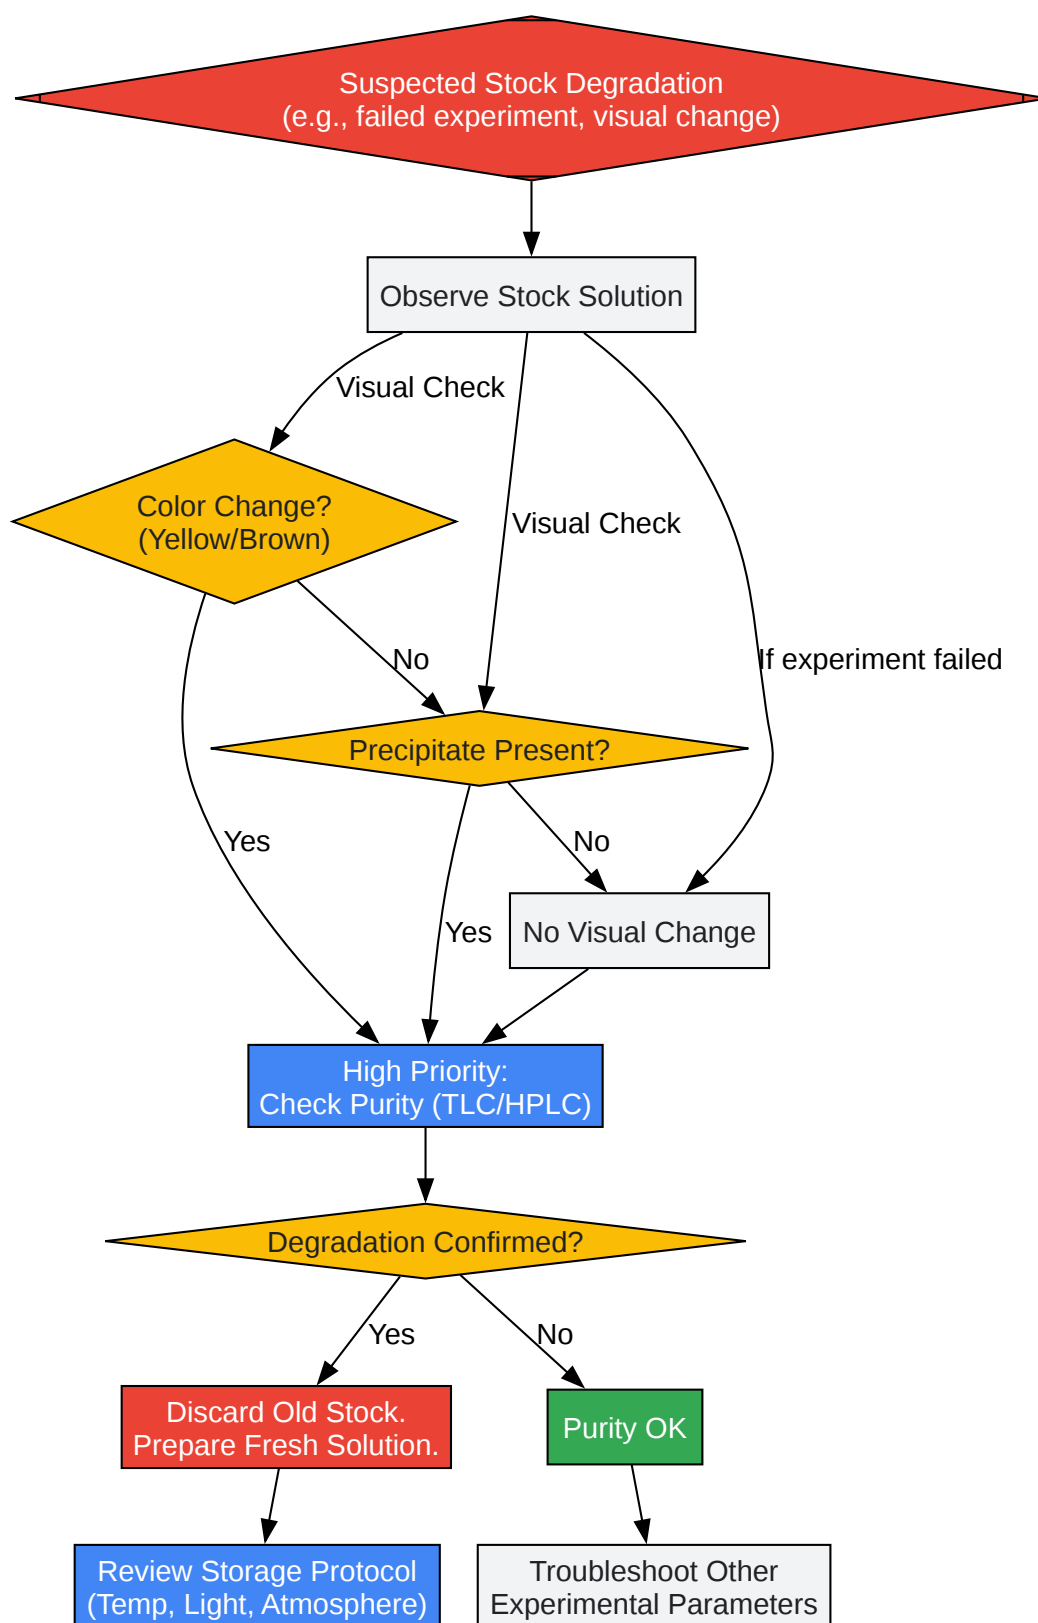 Suspected Stock Degradation
(e.g., failed experiment, visual change)
Observe Stock Solution
Visual Check
Color Change?
(Yellow/Brown)
Visual Check
No
If experiment failed
Precipitate Present?
Yes
No
Yes
No Visual Change
High Priority:
Check Purity (TLC/HPLC)
Degradation Confirmed?
Yes
No
Discard Old Stock.
Prepare Fresh Solution.
Purity OK
Review Storage Protocol
(Temp, Light, Atmosphere)
Troubleshoot Other
Experimental Parameters